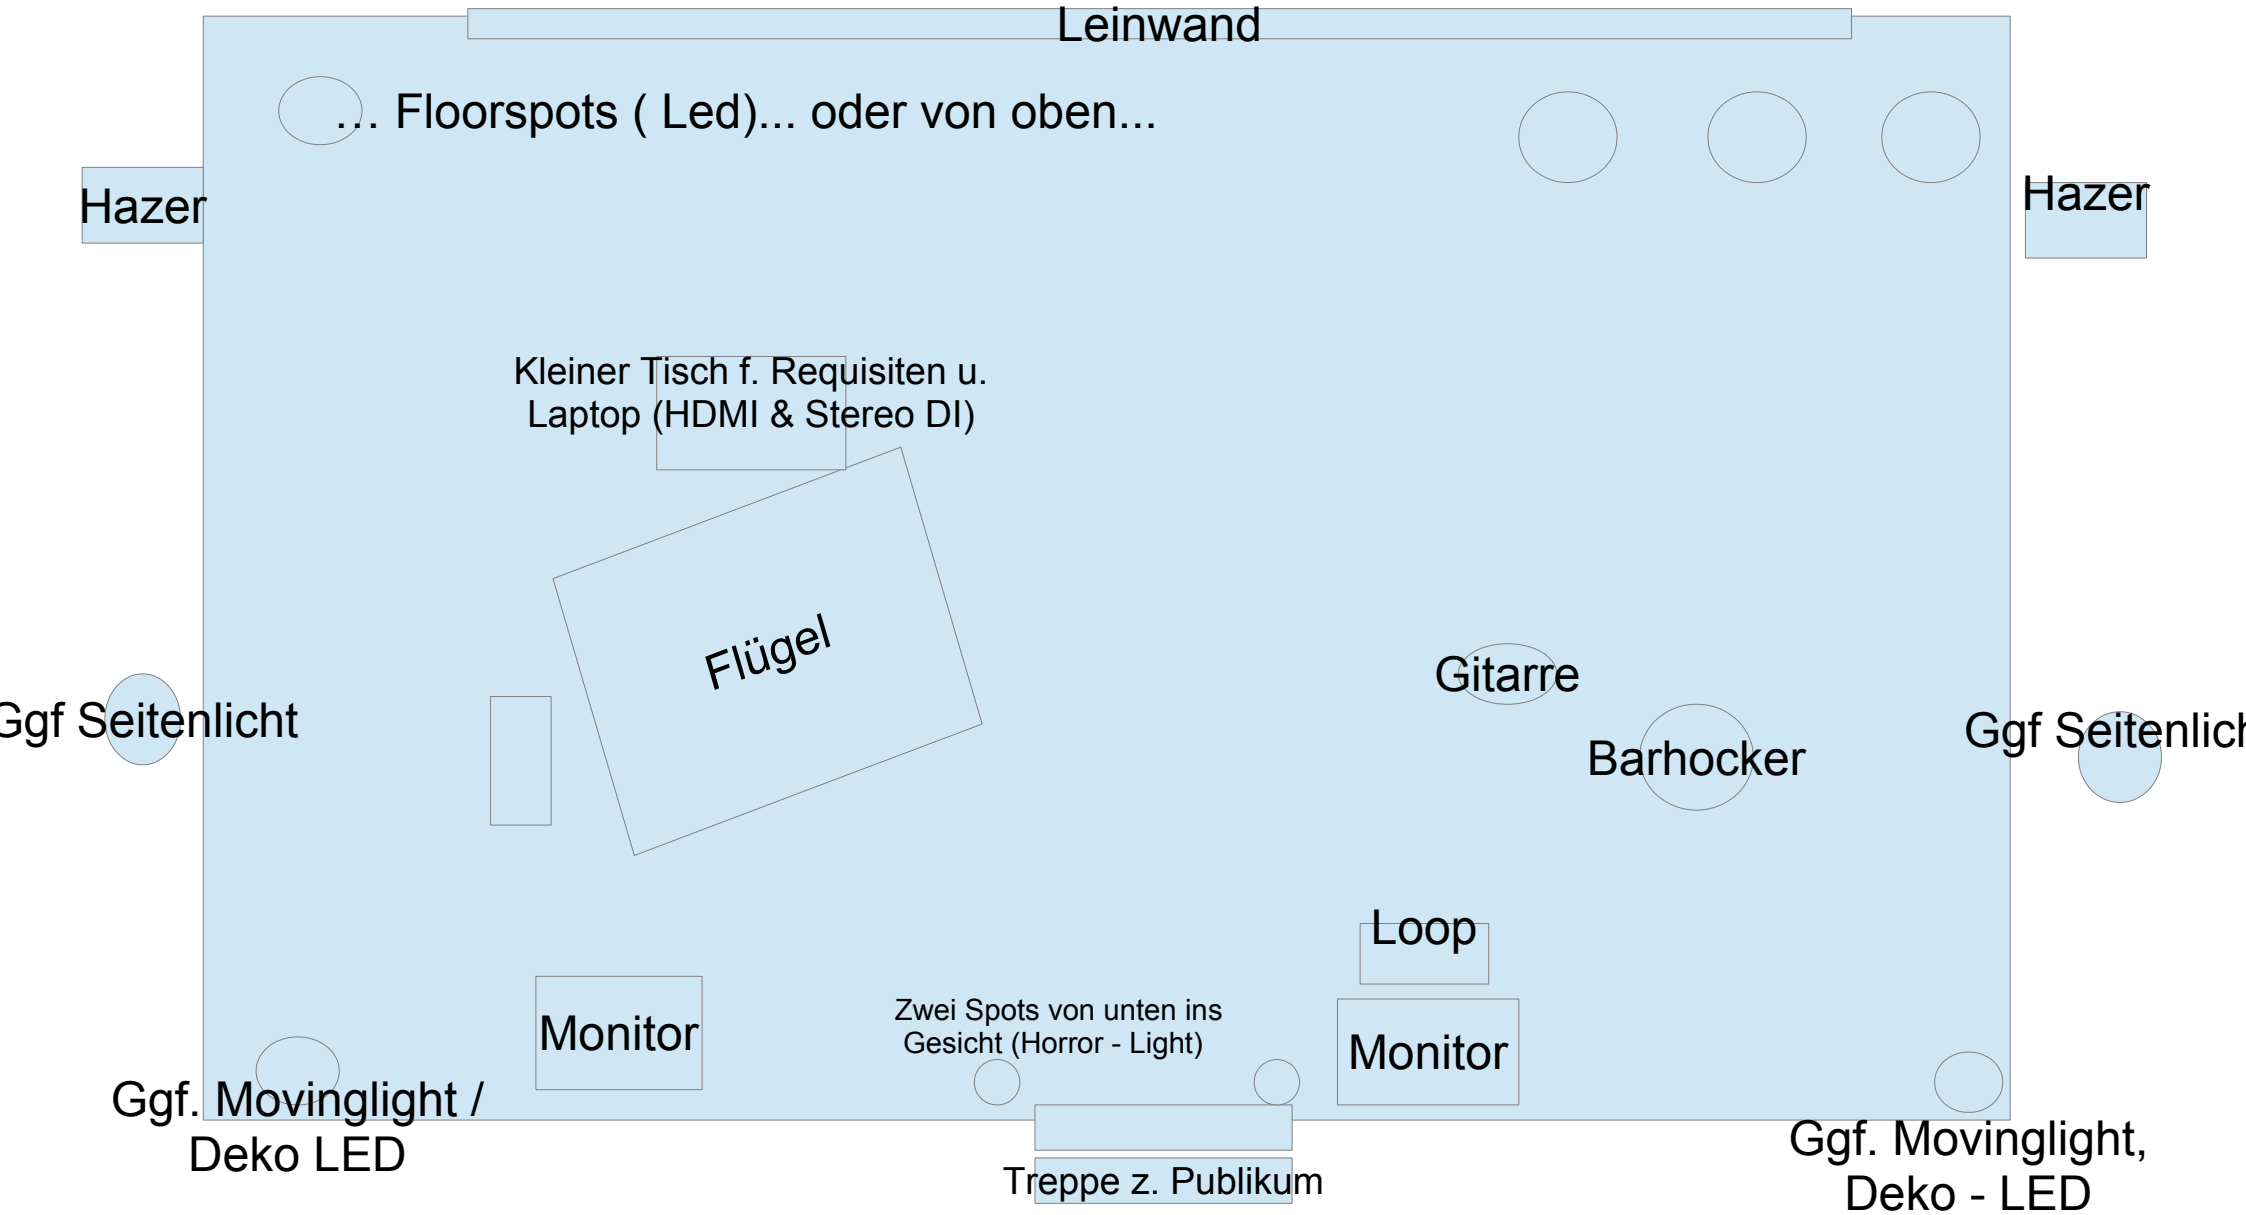 Leinwand
… Floorspots ( Led)... oder von oben...
Hazer
Hazer
Kleiner Tisch f. Requisiten u.
Laptop (HDMI & Stereo DI)
Flügel
Gitarre
Ggf Seitenlicht
Ggf Seitenlich
Barhocker
Loop
Zwei Spots von unten ins
Gesicht (Horror - Light)
Monitor
Monitor
Ggf. Movinglight /
Deko LED
Treppe z. Publikum
Ggf. Movinglight,
Deko - LED